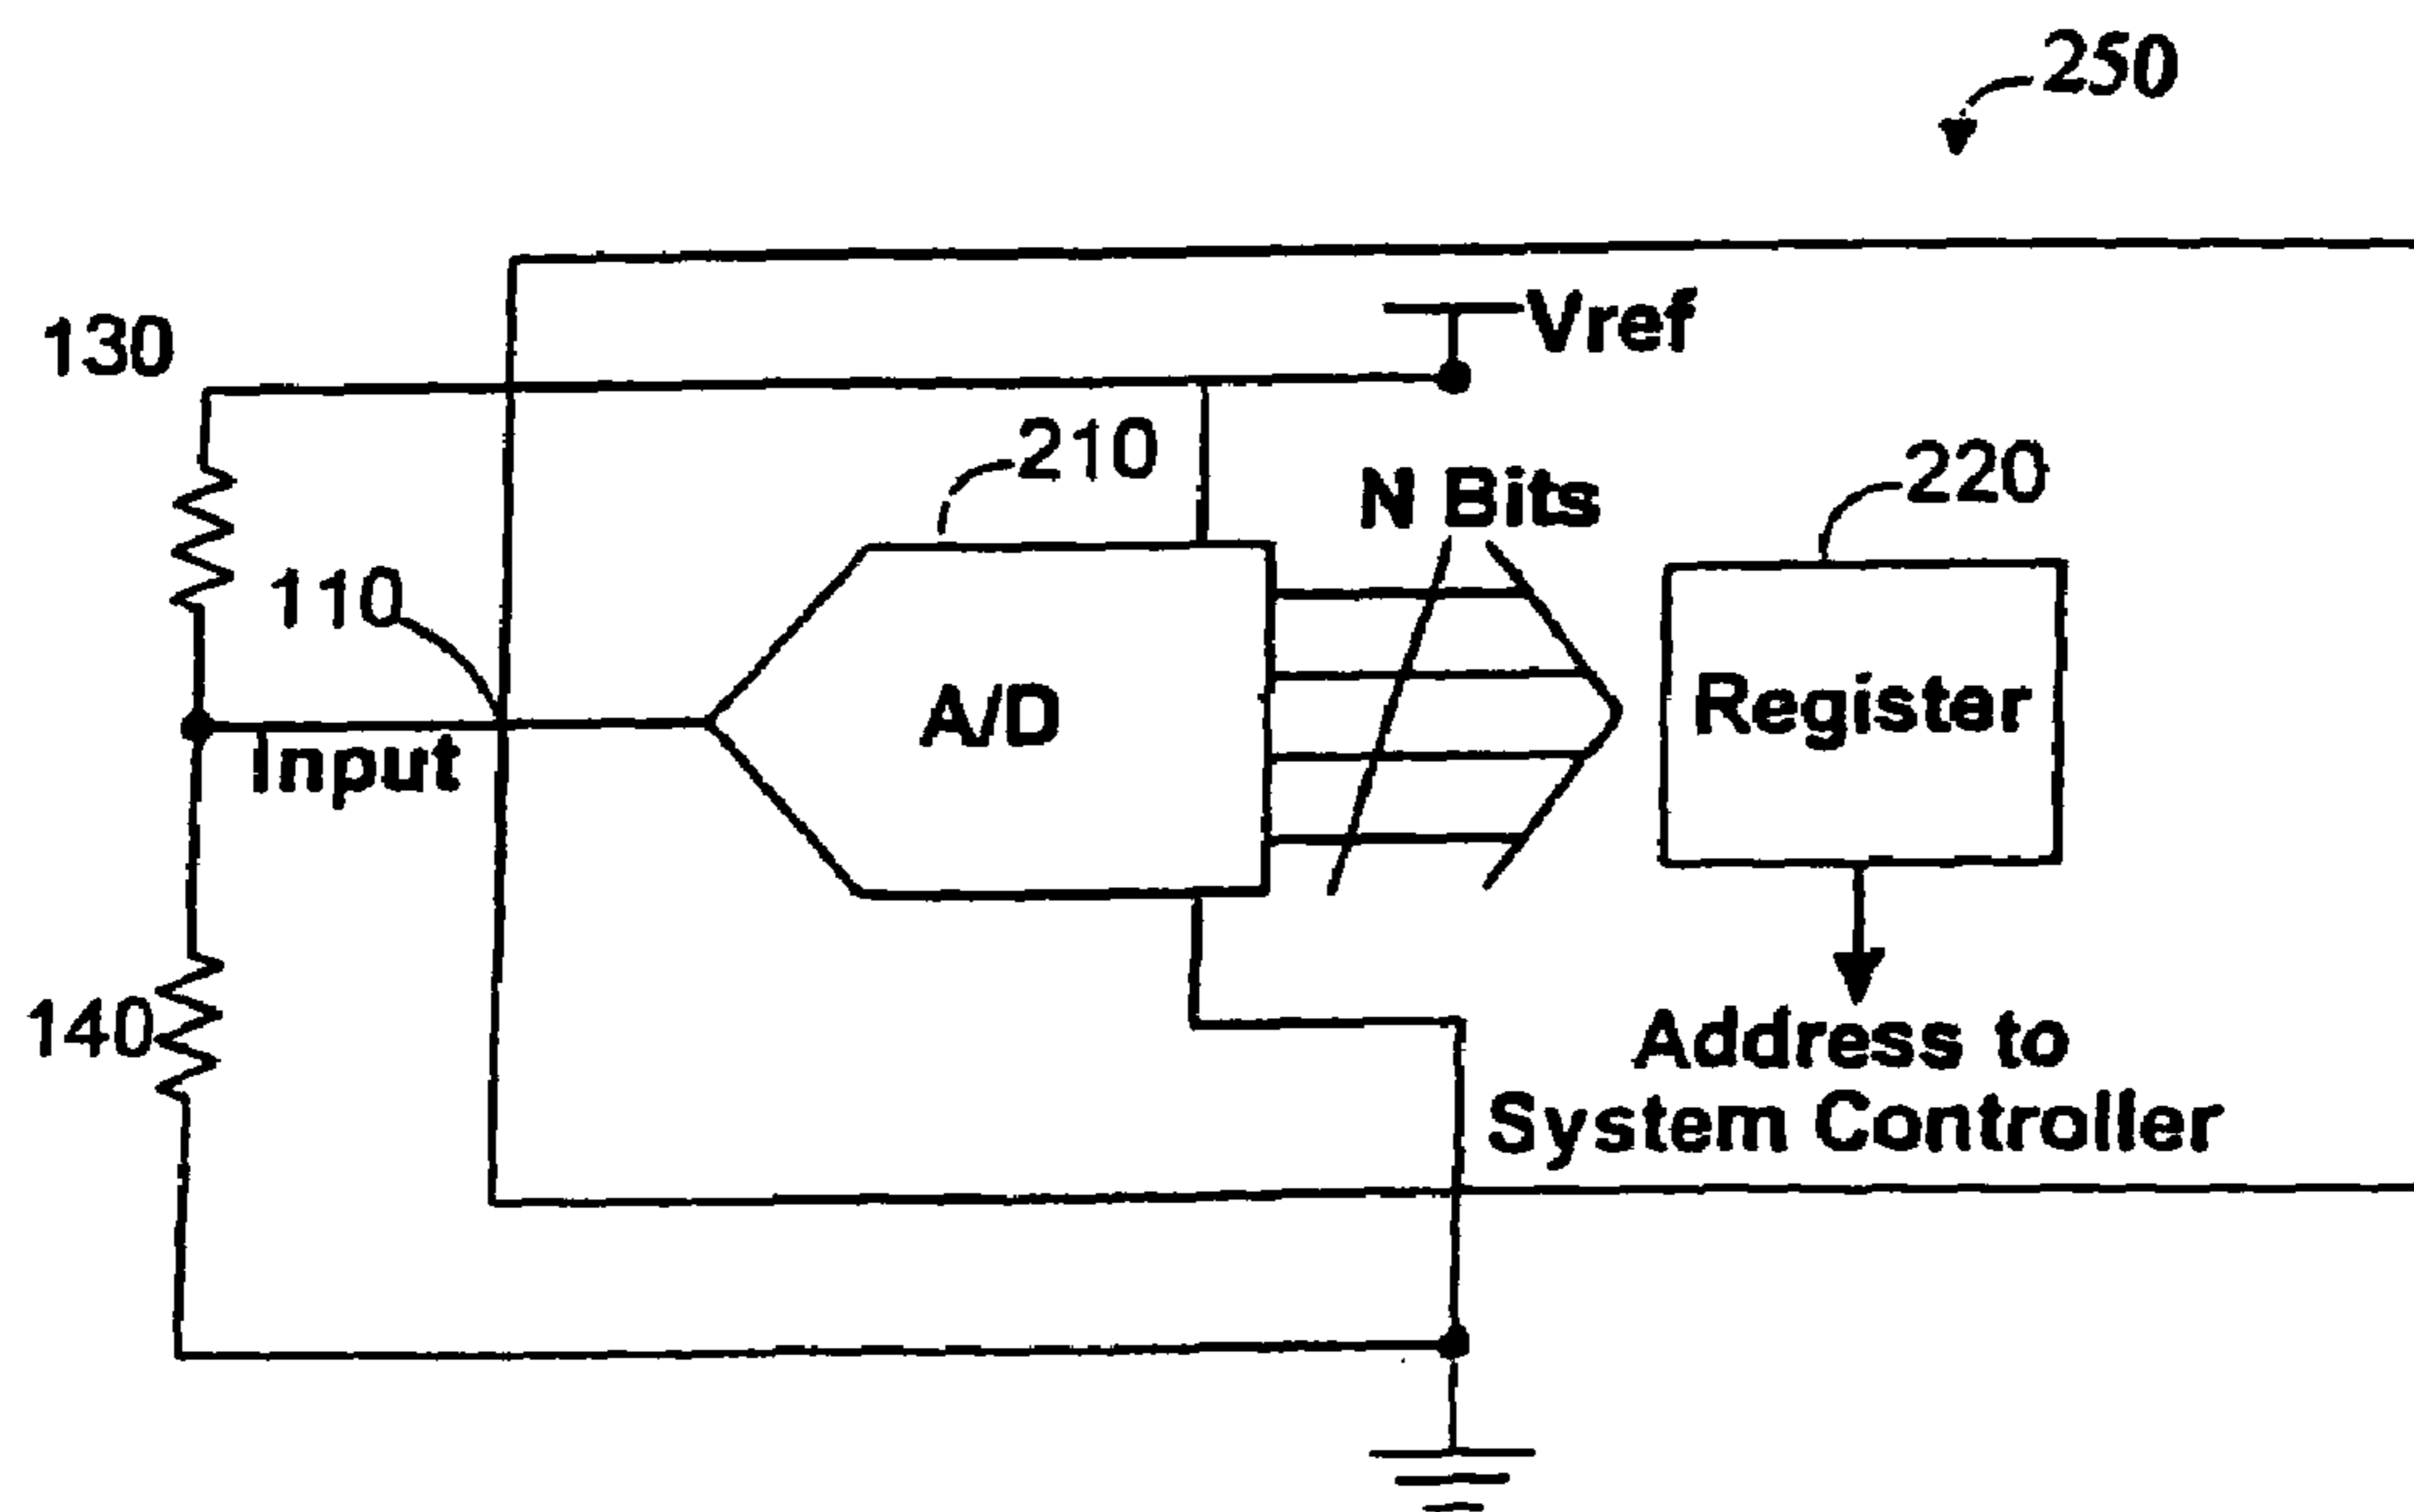 250
Vref
130
210
N Bits
220
110
A/D
Register
Input
140
Address to
System Controller